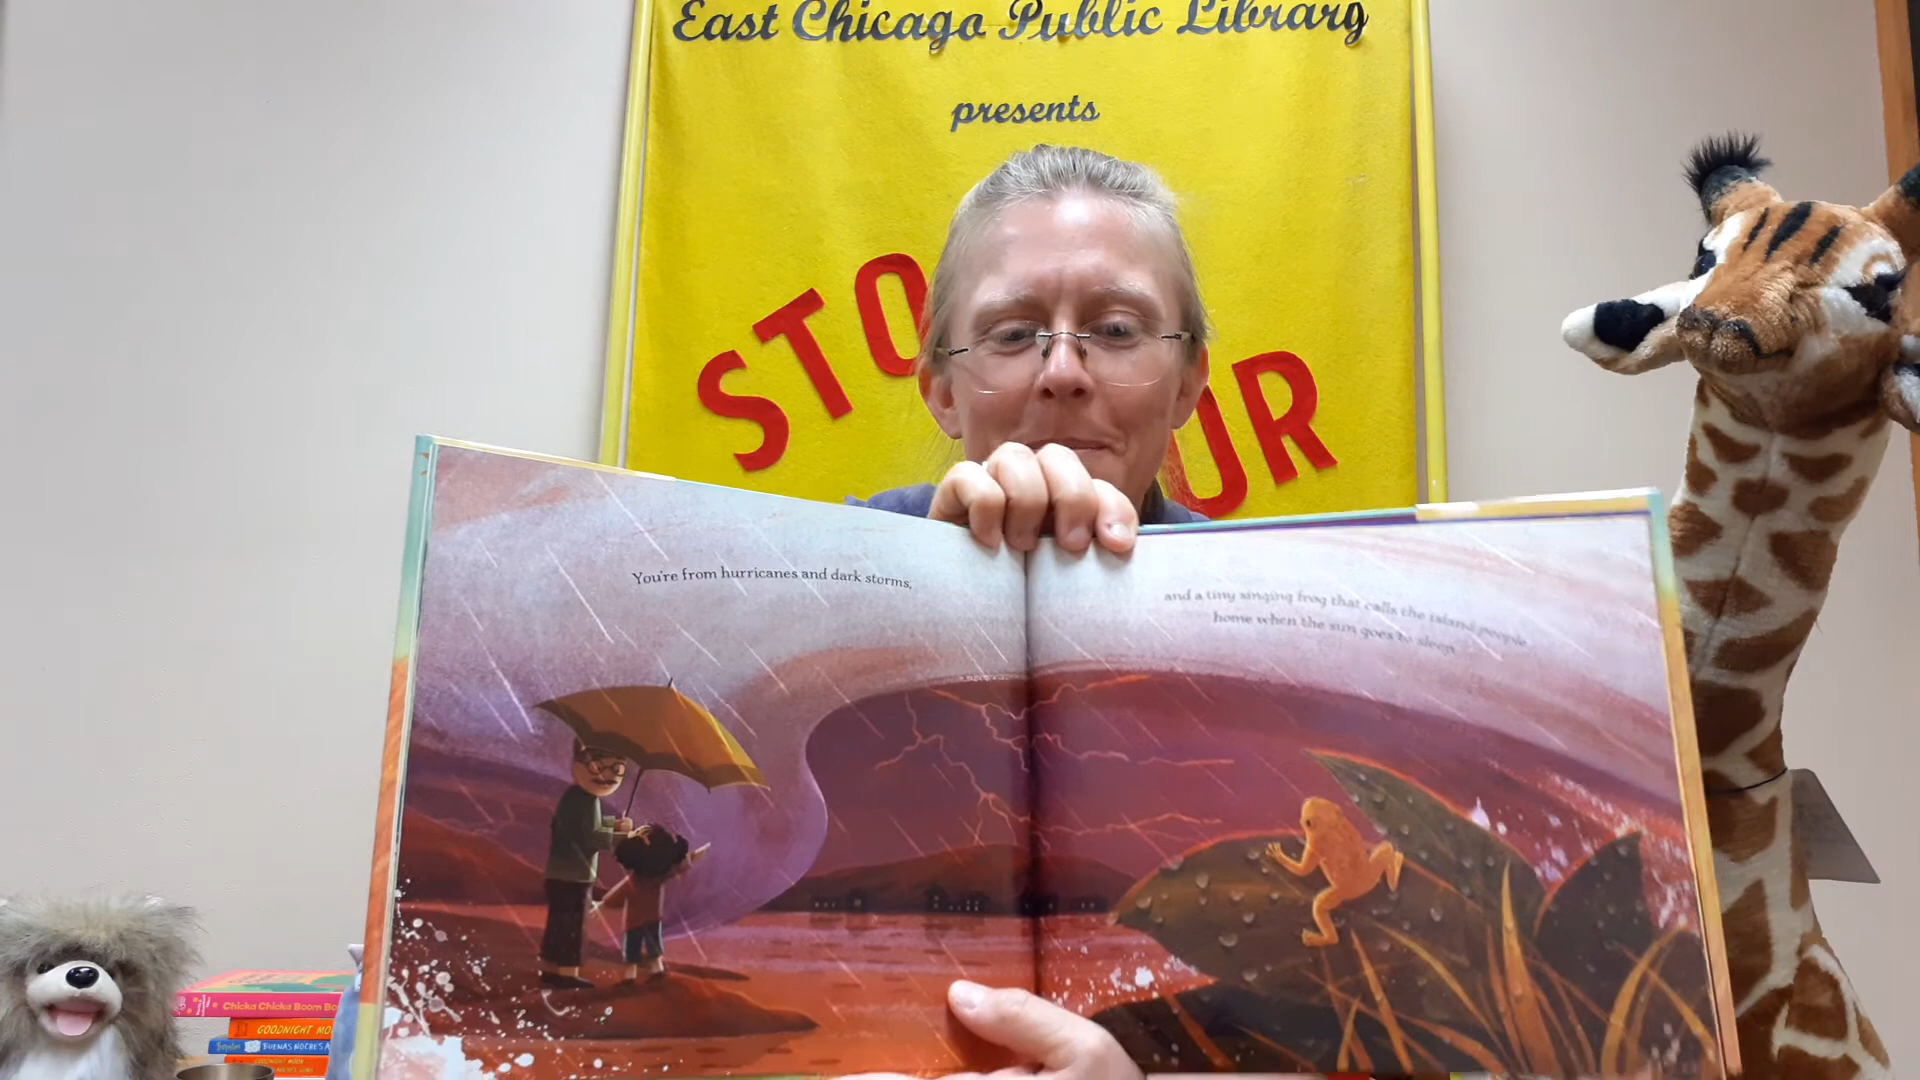 East Chicago Public Library
presents
STO UR
You're from hurricanes and dark storms,
and a tiny singing frog that calls the island people
home when the sun goes to sleep.
Chicka Chicka Boom Bo
GOODNIGHT MO
BUENAS NOCHES A
GOODNIGHT MOON